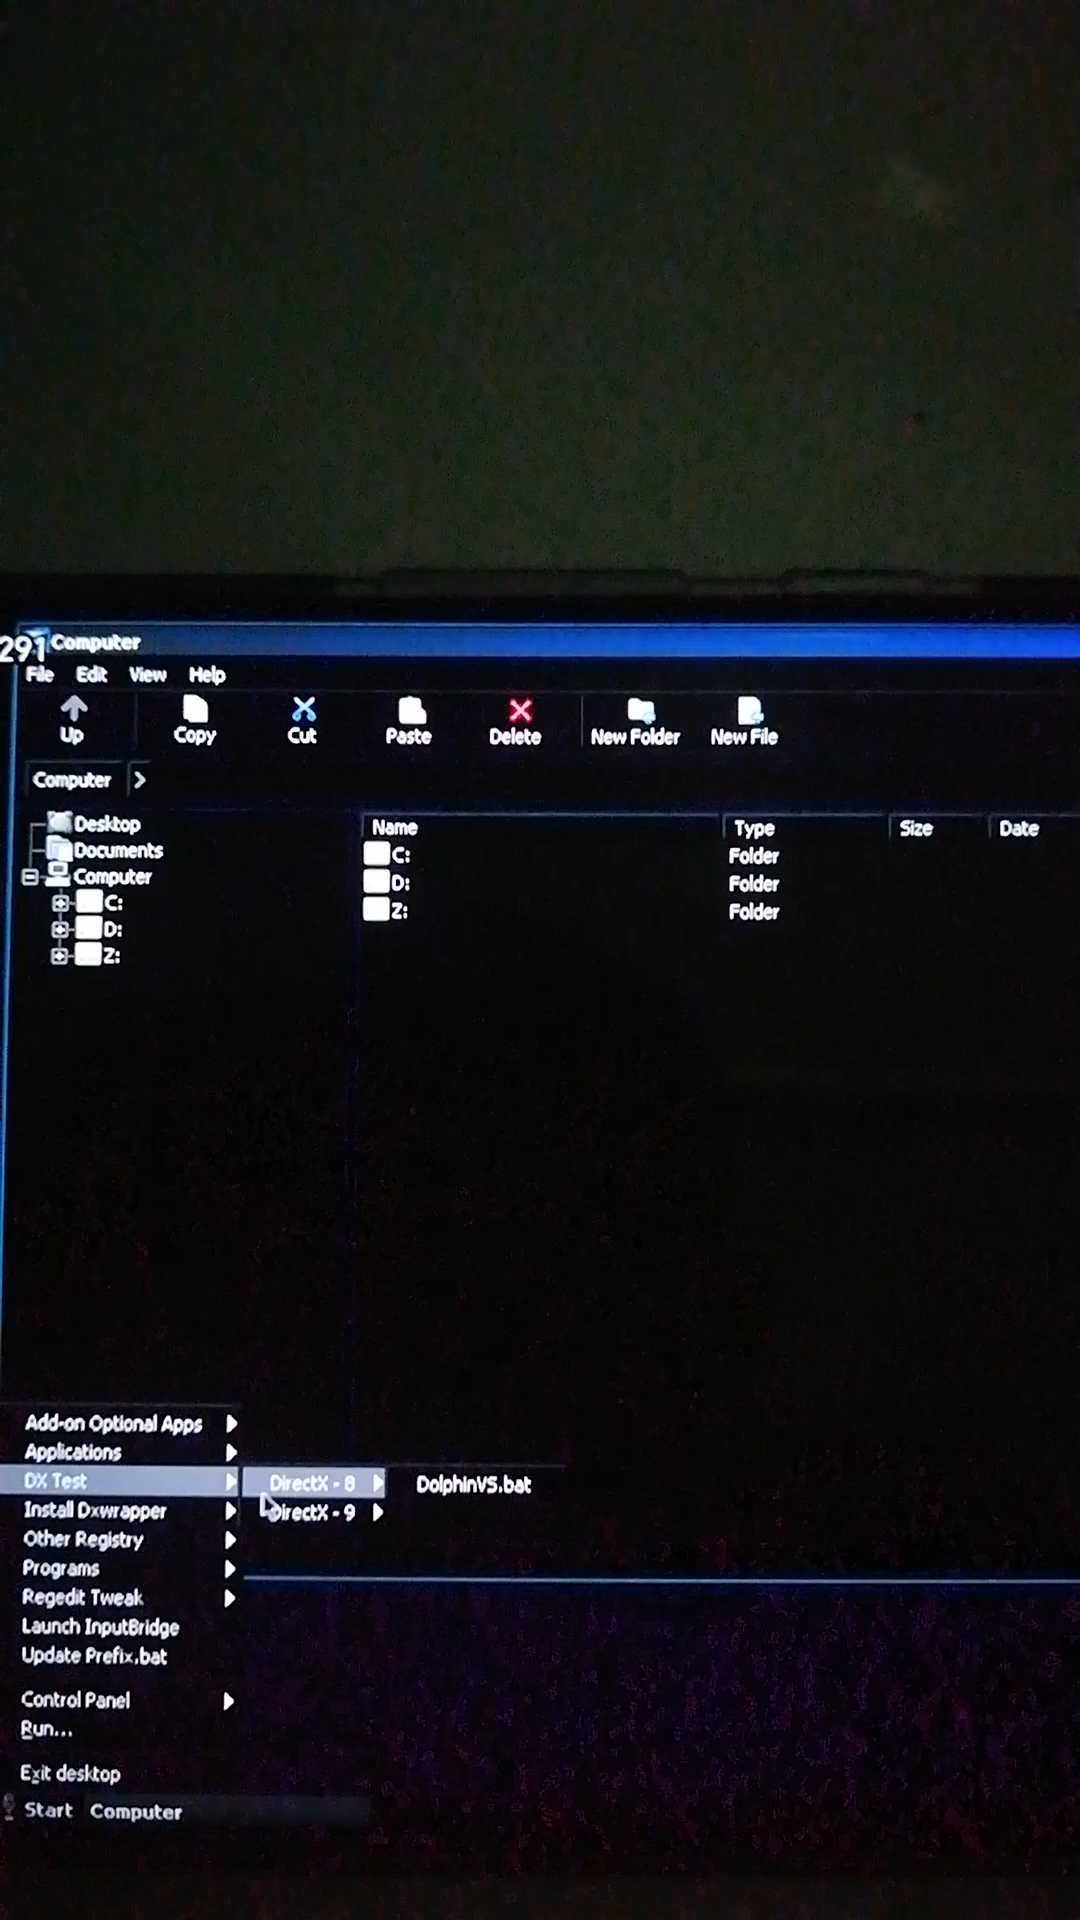 291 Computer
File Edit View Help
Up Copy Cut Paste Delete New Folder New File
Computer >
Desktop
Documents
Computer
C:
D:
Z:
Name Type Size Date
C: Folder
D: Folder
Z: Folder
Add-on Optional Apps
Applications
DX Test
Install Dxwrapper
Other Registry
Programs
Regedit Tweak
Launch InputBridge
Update Prefix.bat
Control Panel
Run...
Exit desktop
DirectX - 8
DirectX - 9
DolphinVS.bat
Start Computer